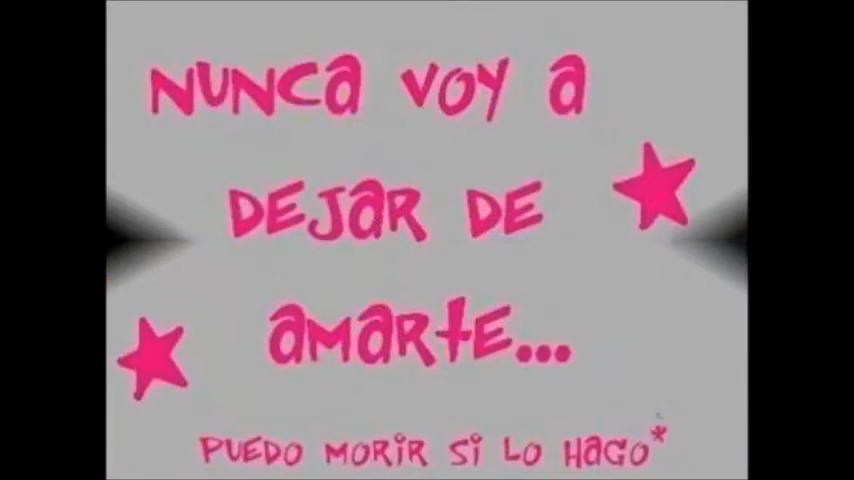 NUNCA VOY A
DEJAR DE
AMARTE...
PUEDO MORIR SI LO HAGO*